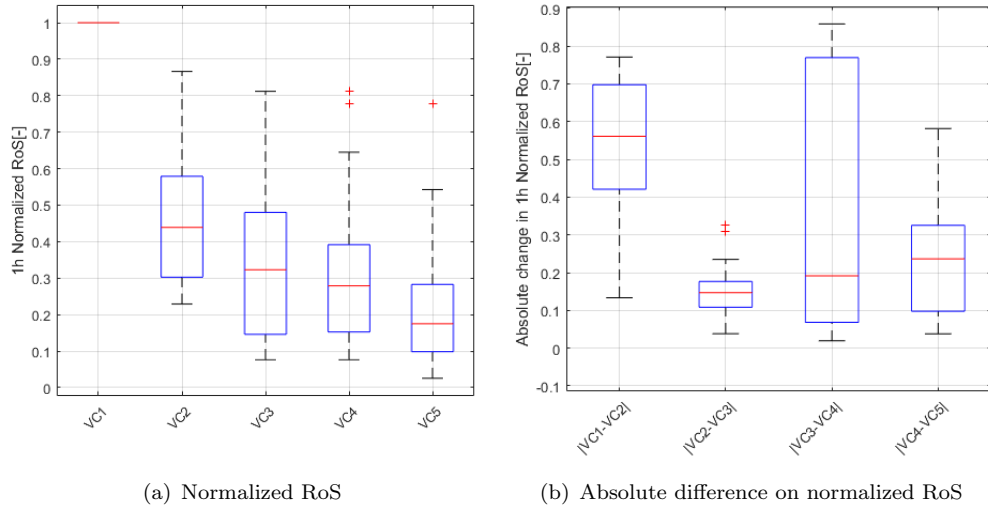 1
0.9
0.8
0.7
0.6
0.5
0.4
0.3
0.2
0.1
0
1h Normalized RoS[-]
VC1
VC2
VC3
VC4
VC5
(a) Normalized RoS
0.9
0.8
0.7
0.6
0.5
0.4
0.3
0.2
0.1
0
-0.1
Absolute change in 1h Normalized RoS[-]
|VC1-VC2|
|VC2-VC3|
|VC3-VC4|
|VC4-VC5|
(b) Absolute difference on normalized RoS